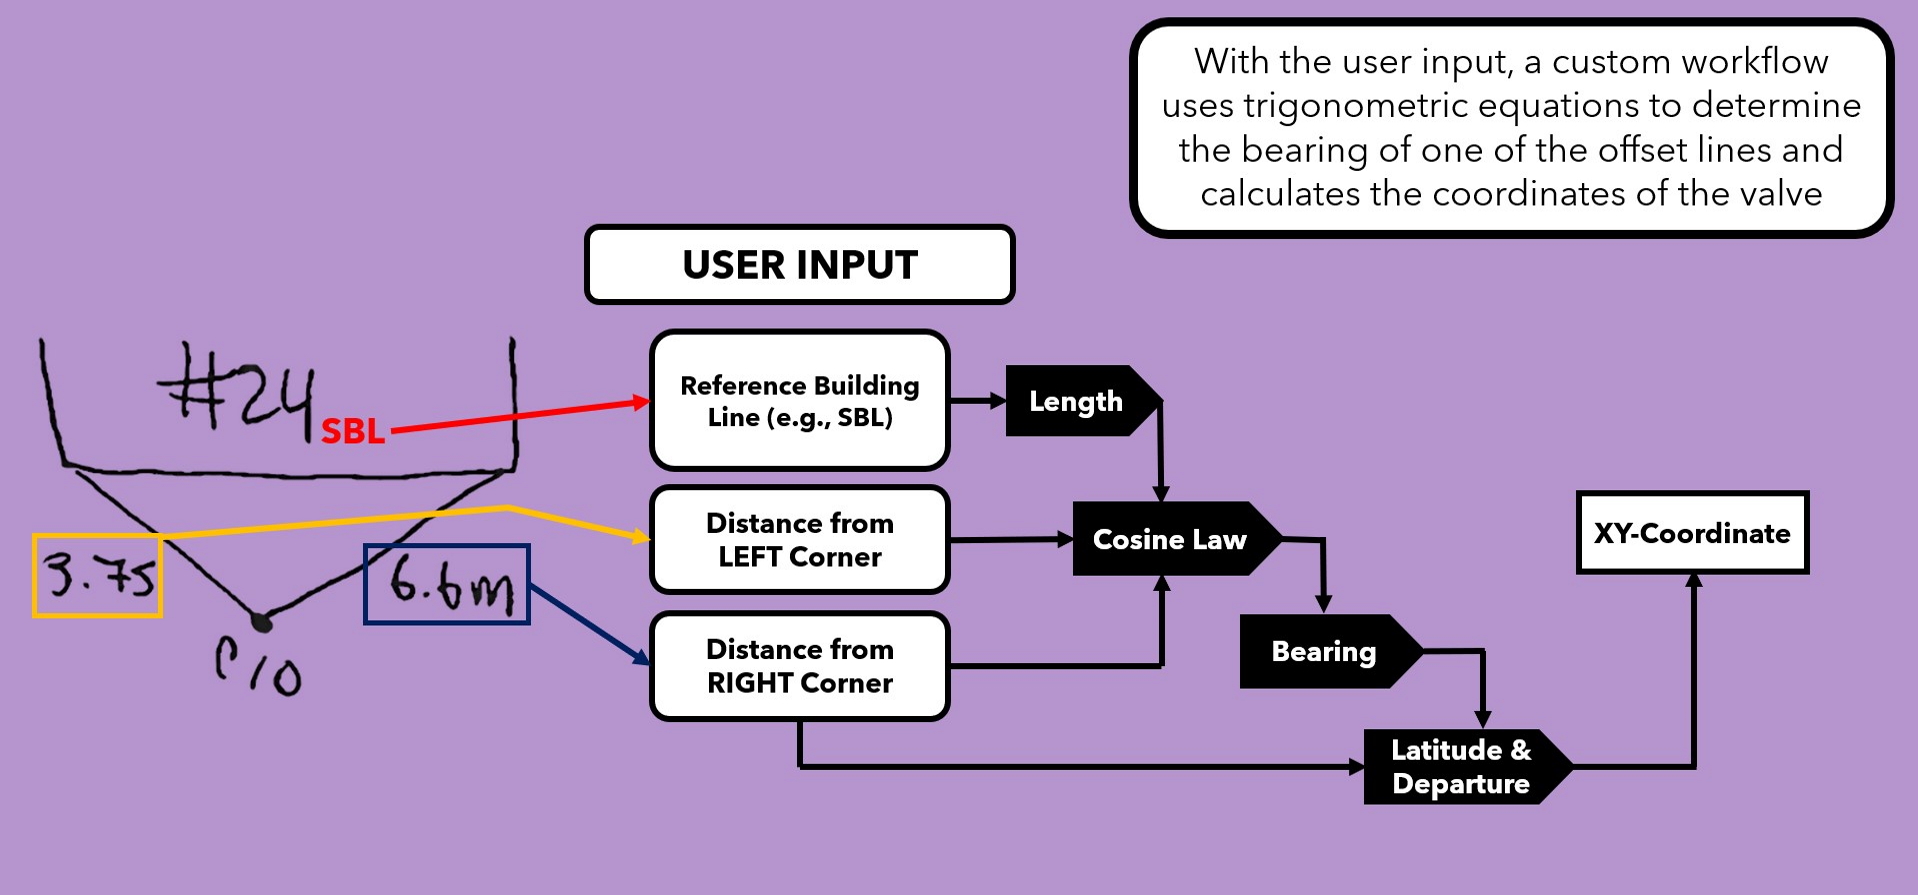 With the user input, a custom workflow
uses trigonometric equations to determine
the bearing of one of the offset lines and
calculates the coordinates of the valve
USER INPUT
#24
SBL
3.75
6.6m
C/O
Reference Building
Line (e.g., SBL)
Length
Distance from
LEFT Corner
Cosine Law
Distance from
RIGHT Corner
Bearing
Latitude &
Departure
XY-Coordinate